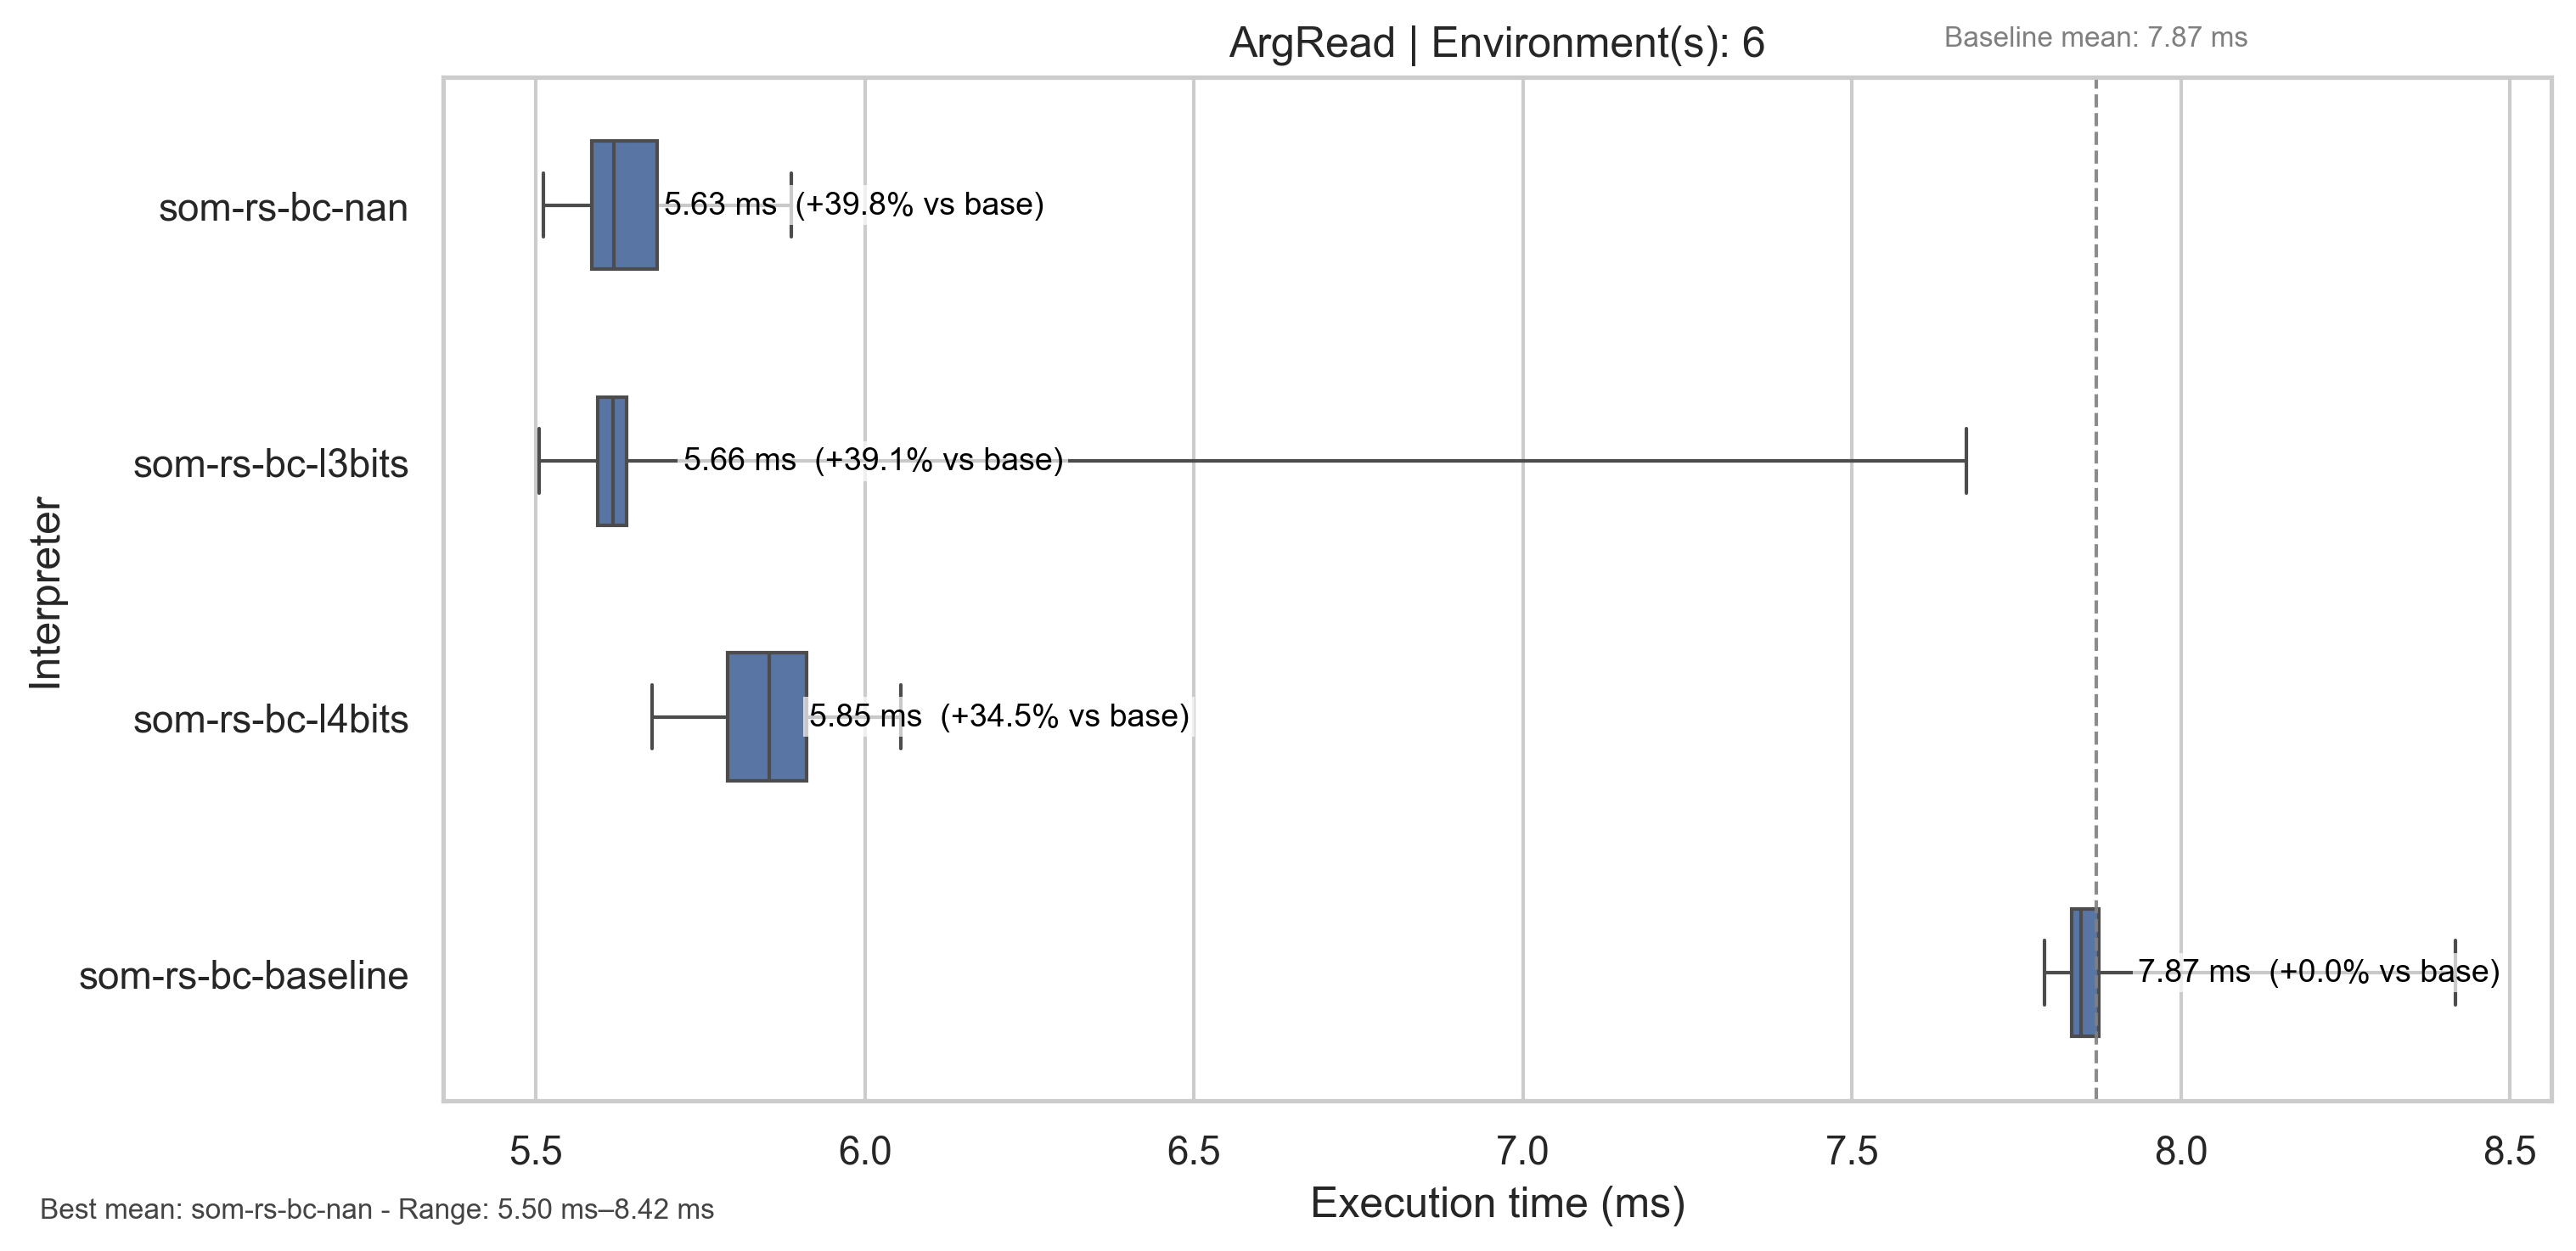 ArgRead | Environment(s): 6
Baseline mean: 7.87 ms
Interpreter
som-rs-bc-nan
5.63 ms (+39.8% vs base)
som-rs-bc-l3bits
5.66 ms (+39.1% vs base)
som-rs-bc-l4bits
5.85 ms (+34.5% vs base)
som-rs-bc-baseline
7.87 ms (+0.0% vs base)
5.5 6.0 6.5 7.0 7.5 8.0 8.5
Execution time (ms)
Best mean: som-rs-bc-nan - Range: 5.50 ms–8.42 ms